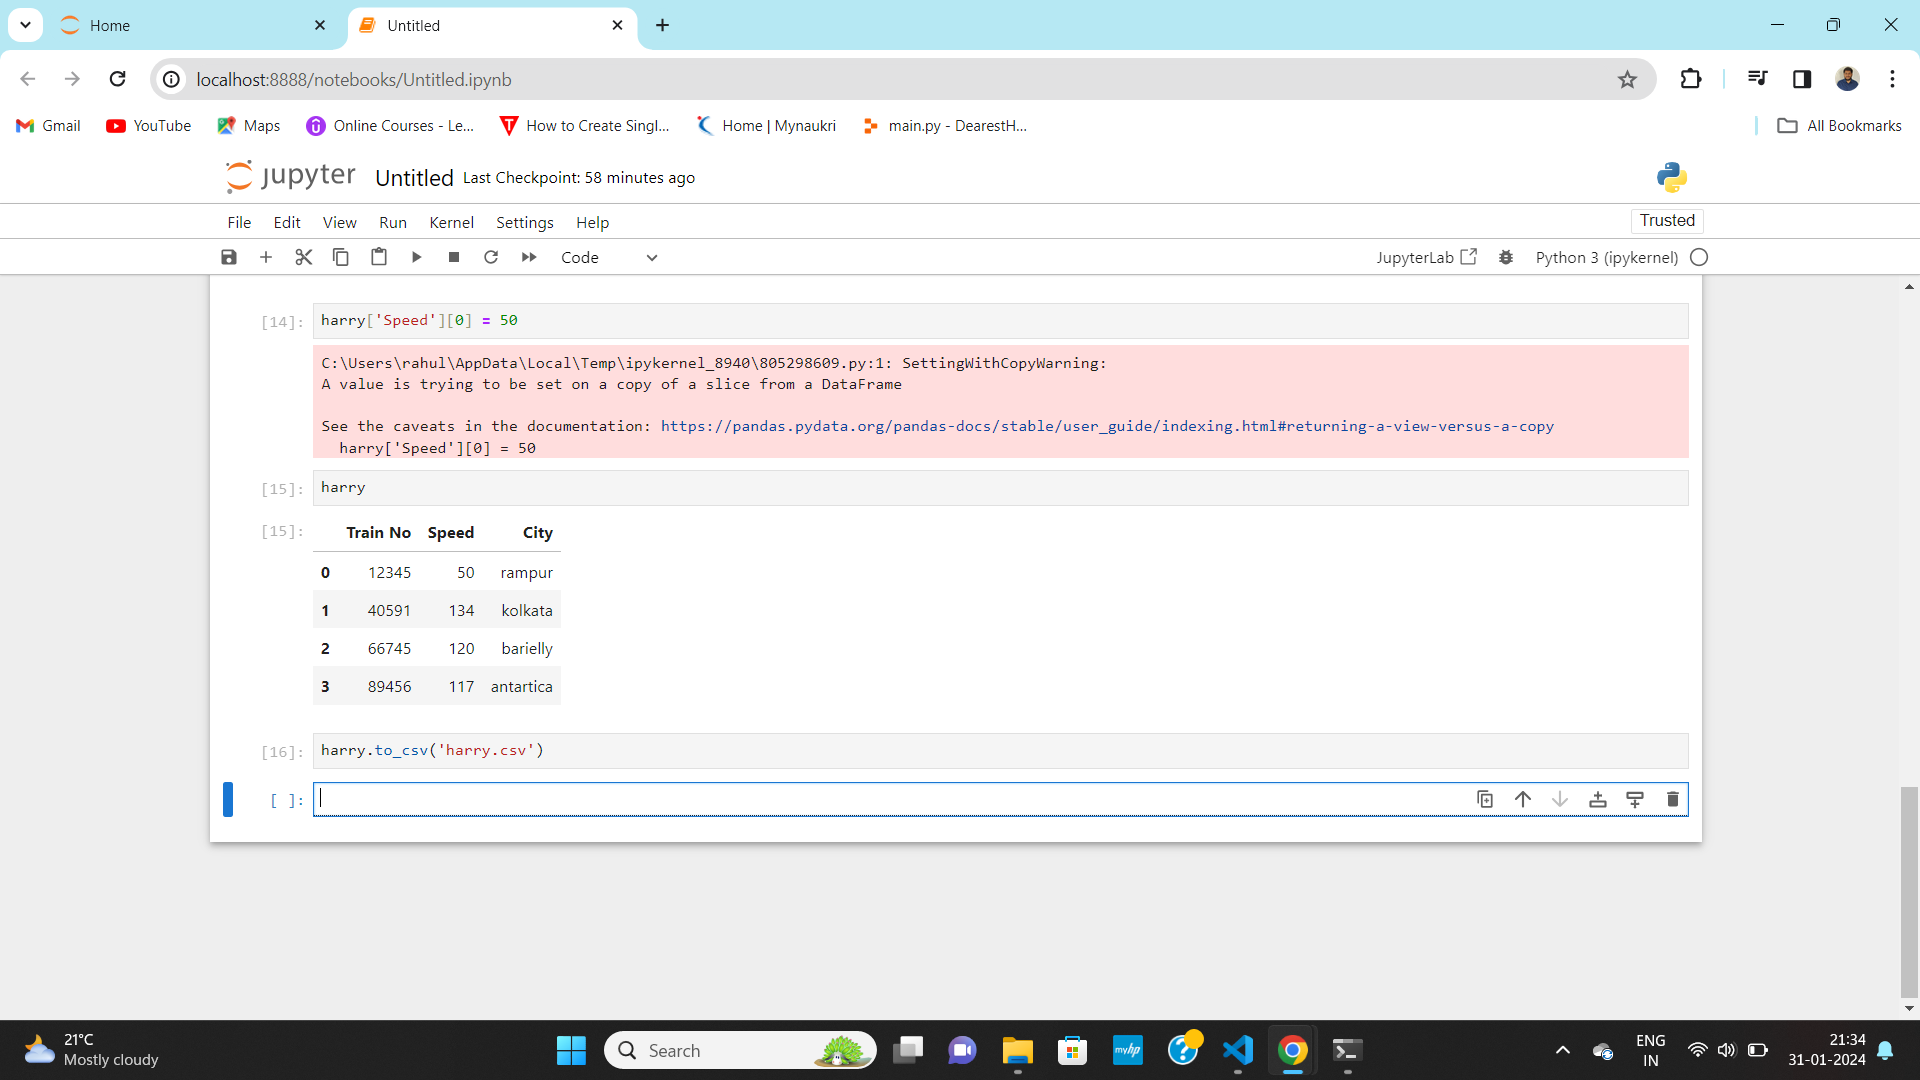 Home
Untitled
localhost:8888/notebooks/Untitled.ipynb
Gmail YouTube Maps Online Courses - Le... How to Create Singl... Home | Mynaukri main.py - DearestH... All Bookmarks
jupyter Untitled Last Checkpoint: 58 minutes ago
File Edit View Run Kernel Settings Help Trusted
Code JupyterLab Python 3 (ipykernel)
[14]: harry['Speed'][0] = 50
C:\Users\rahul\AppData\Local\Temp\ipykernel_8940\805298609.py:1: SettingWithCopyWarning:
A value is trying to be set on a copy of a slice from a DataFrame
See the caveats in the documentation: https://pandas.pydata.org/pandas-docs/stable/user_guide/indexing.html#returning-a-view-versus-a-copy
harry['Speed'][0] = 50
[15]: harry
[15]: Train No Speed City
0 12345 50 rampur
1 40591 134 kolkata
2 66745 120 barielly
3 89456 117 antartica
[16]: harry.to_csv('harry.csv')
[ ]:
21°C
Mostly cloudy
Search
myhp
ENG
IN
21:34
31-01-2024